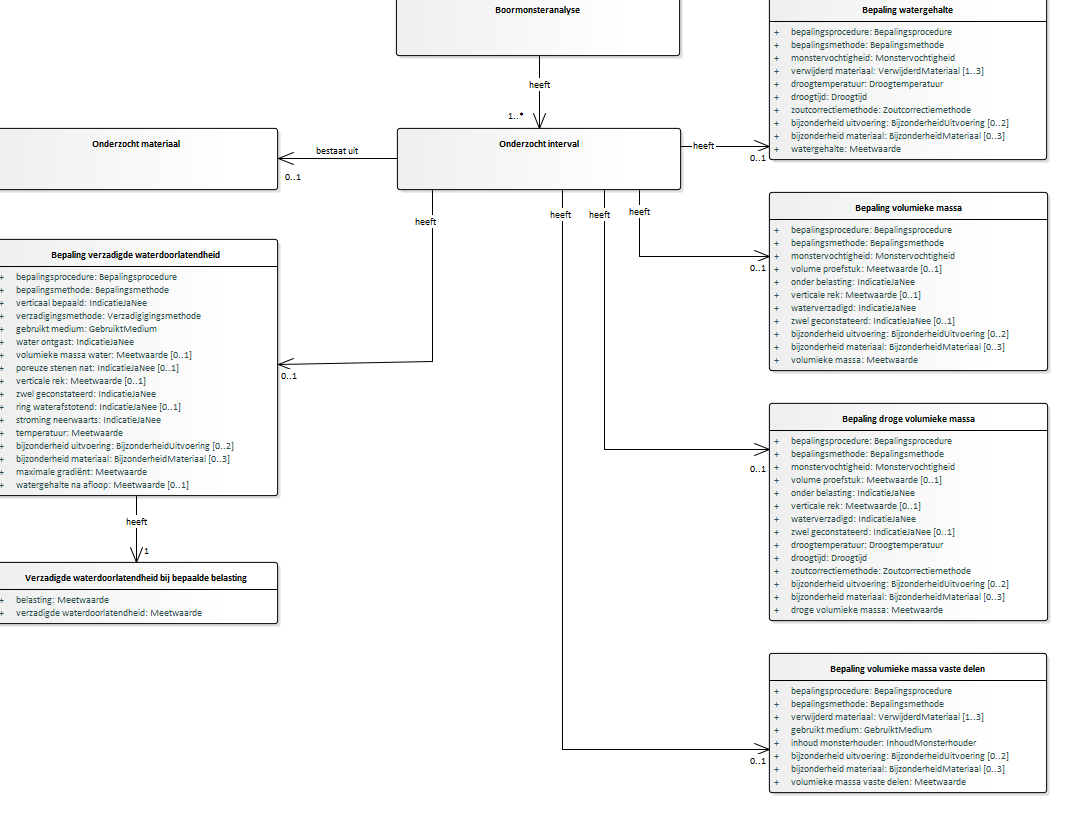 Boormonsteranalyse
heeft
1..*
Onderzocht interval
bestaat uit
0..1
Onderzocht materiaal
heeft
0..1
Bepaling verzadigde waterdoorlatendheid
+ bepalingsprocedure: Bepalingsprocedure
+ bepalingsmethode: Bepalingsmethode
+ verticaal bepaald: IndicatieJaNee
+ verzadigingsmethode: Verzadigigingsmethode
+ gebruikt medium: GebruiktMedium
+ water ontgast: IndicatieJaNee
+ volumieke massa water: Meetwaarde [0..1]
+ poreuze stenen nat: IndicatieJaNee [0..1]
+ verticale rek: Meetwaarde [0..1]
+ zwel geconstateerd: IndicatieJaNee
+ ring waterafstotend: IndicatieJaNee [0..1]
+ stroming neerwaarts: IndicatieJaNee
+ temperatuur: Meetwaarde
+ bijzonderheid uitvoering: BijzonderheidUitvoering [0..2]
+ bijzonderheid materiaal: BijzonderheidMateriaal [0..3]
+ maximale gradiënt: Meetwaarde
+ watergehalte na afloop: Meetwaarde [0..1]
heeft
1
Verzadigde waterdoorlatendheid bij bepaalde belasting
+ belasting: Meetwaarde
+ verzadigde waterdoorlatendheid: Meetwaarde
heeft
0..1
Bepaling watergehalte
+ bepalingsprocedure: Bepalingsprocedure
+ bepalingsmethode: Bepalingsmethode
+ monstervochtigheid: Monstervochtigheid
+ verwijderd materiaal: VerwijderdMateriaal [1..3]
+ droogtemperatuur: Droogtemperatuur
+ droogtijd: Droogtijd
+ zoutcorrectiemethode: Zoutcorrectiemethode
+ bijzonderheid uitvoering: BijzonderheidUitvoering [0..2]
+ bijzonderheid materiaal: BijzonderheidMateriaal [0..3]
+ watergehalte: Meetwaarde
heeft
0..1
Bepaling volumieke massa
+ bepalingsprocedure: Bepalingsprocedure
+ bepalingsmethode: Bepalingsmethode
+ monstervochtigheid: Monstervochtigheid
+ volume proefstuk: Meetwaarde [0..1]
+ onder belasting: IndicatieJaNee
+ verticale rek: Meetwaarde [0..1]
+ waterverzadigd: IndicatieJaNee
+ zwel geconstateerd: IndicatieJaNee [0..1]
+ bijzonderheid uitvoering: BijzonderheidUitvoering [0..2]
+ bijzonderheid materiaal: BijzonderheidMateriaal [0..3]
+ volumieke massa: Meetwaarde
heeft
0..1
Bepaling droge volumieke massa
+ bepalingsprocedure: Bepalingsprocedure
+ bepalingsmethode: Bepalingsmethode
+ monstervochtigheid: Monstervochtigheid
+ volume proefstuk: Meetwaarde [0..1]
+ onder belasting: IndicatieJaNee
+ verticale rek: Meetwaarde [0..1]
+ waterverzadigd: IndicatieJaNee
+ zwel geconstateerd: IndicatieJaNee [0..1]
+ droogtemperatuur: Droogtemperatuur
+ droogtijd: Droogtijd
+ zoutcorrectiemethode: Zoutcorrectiemethode
+ bijzonderheid uitvoering: BijzonderheidUitvoering [0..2]
+ bijzonderheid materiaal: BijzonderheidMateriaal [0..3]
+ droge volumieke massa: Meetwaarde
heeft
0..1
Bepaling volumieke massa vaste delen
+ bepalingsprocedure: Bepalingsprocedure
+ bepalingsmethode: Bepalingsmethode
+ verwijderd materiaal: VerwijderdMateriaal [1..3]
+ gebruikt medium: GebruiktMedium
+ inhoud monsterhouder: InhoudMonsterhouder
+ bijzonderheid uitvoering: BijzonderheidUitvoering [0..2]
+ bijzonderheid materiaal: BijzonderheidMateriaal [0..3]
+ volumieke massa vaste delen: Meetwaarde